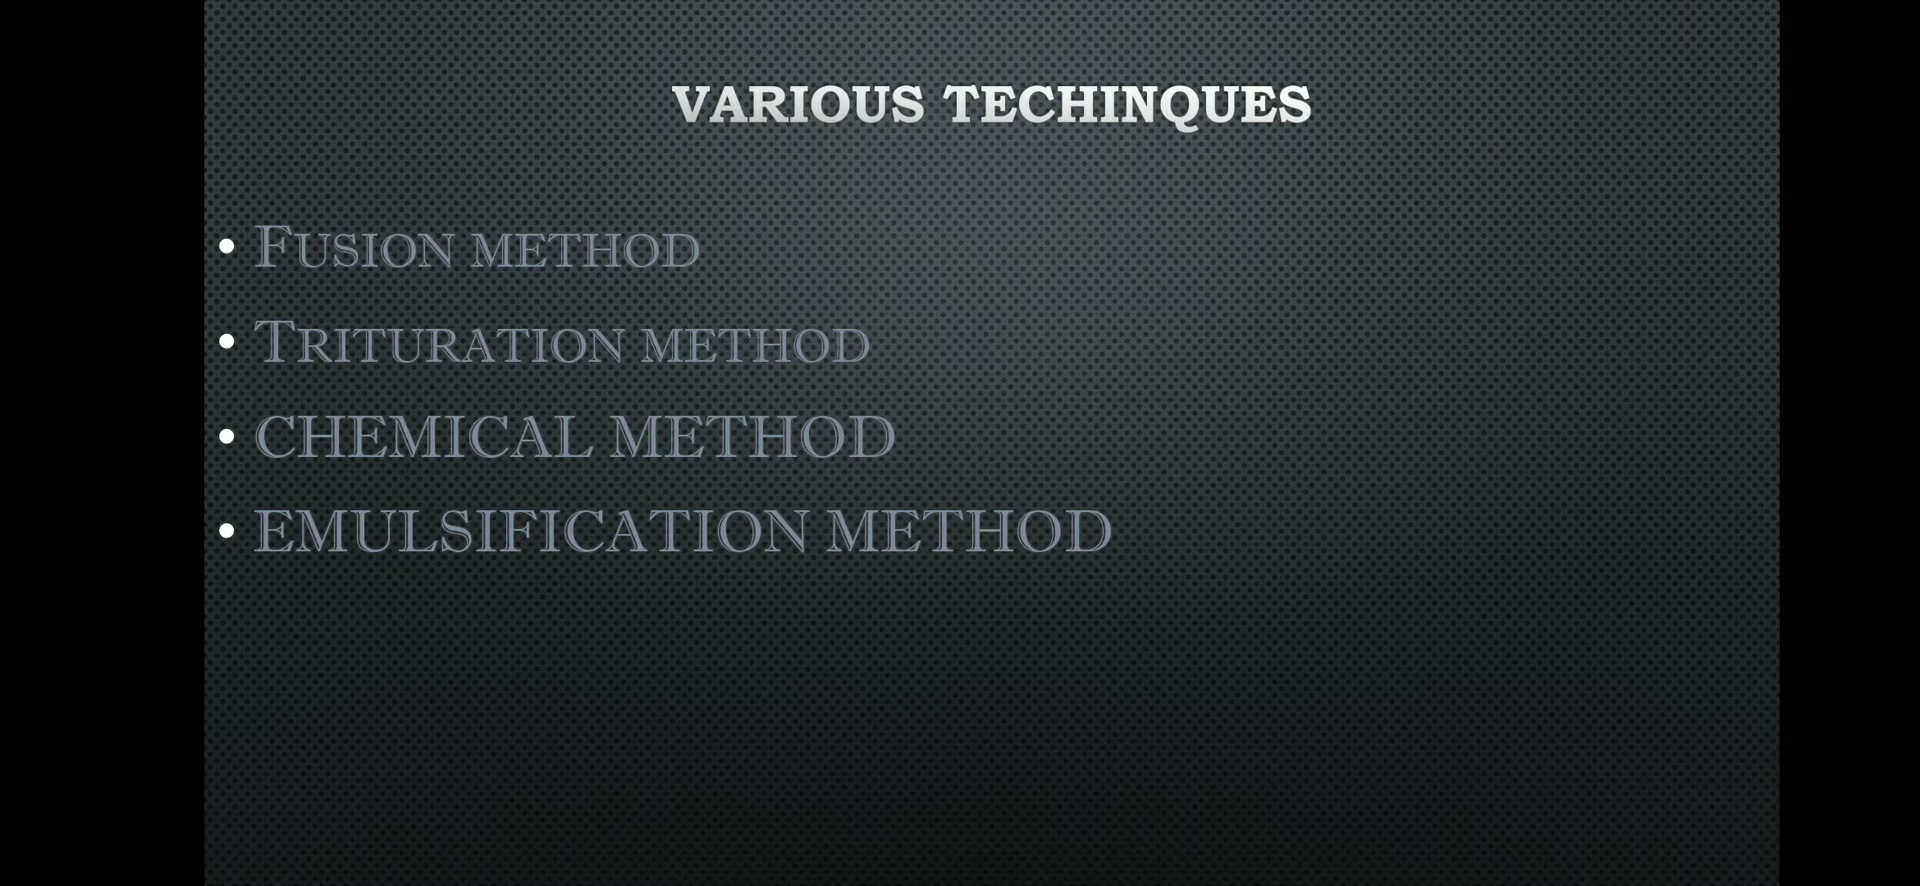 VARIOUS TECHINQUES
• FUSION METHOD
• TRITURATION METHOD
• CHEMICAL METHOD
• EMULSIFICATION METHOD